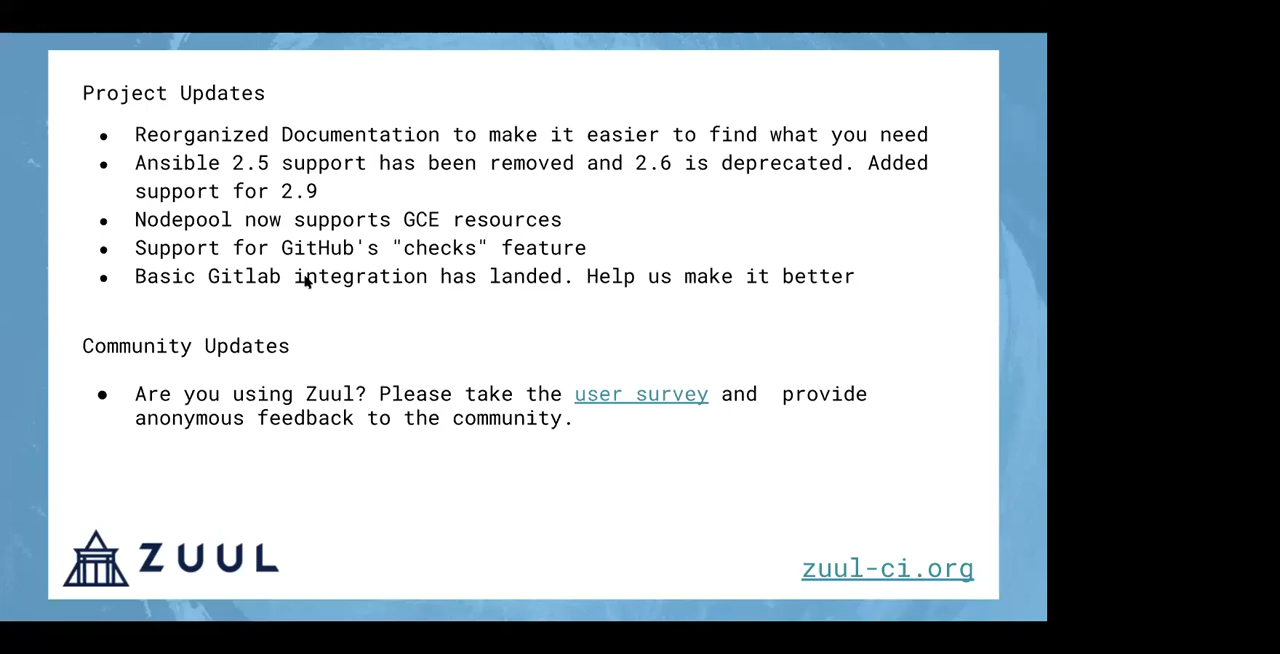 Project Updates
● Reorganized Documentation to make it easier to find what you need
● Ansible 2.5 support has been removed and 2.6 is deprecated. Added
support for 2.9
● Nodepool now supports GCE resources
● Support for GitHub's "checks" feature
● Basic Gitlab integration has landed. Help us make it better
Community Updates
● Are you using Zuul? Please take the user survey and  provide
anonymous feedback to the community.
ZUUL
zuul-ci.org